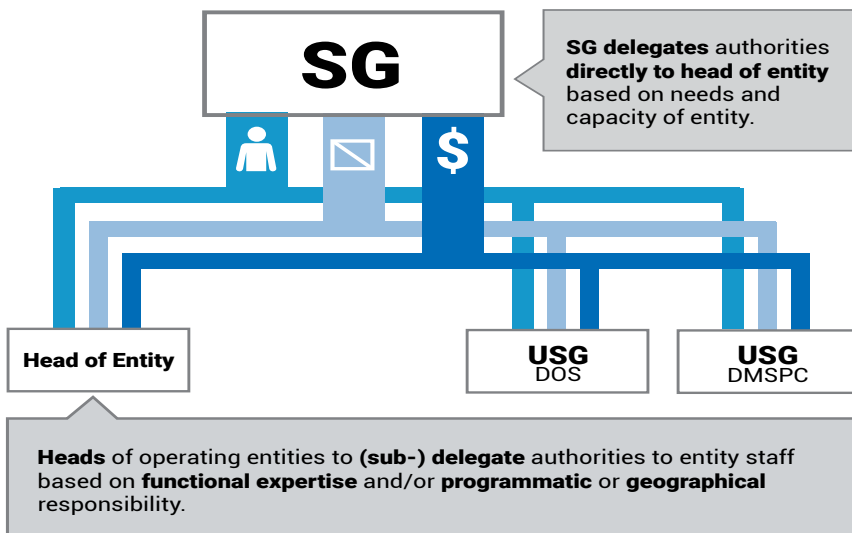 SG
SG delegates authorities
directly to head of entity
based on needs and
capacity of entity.
$
Head of Entity
USG
DOS
USG
DMSPC
Heads of operating entities to (sub-) delegate authorities to entity staff
based on functional expertise and/or programmatic or geographical
responsibility.